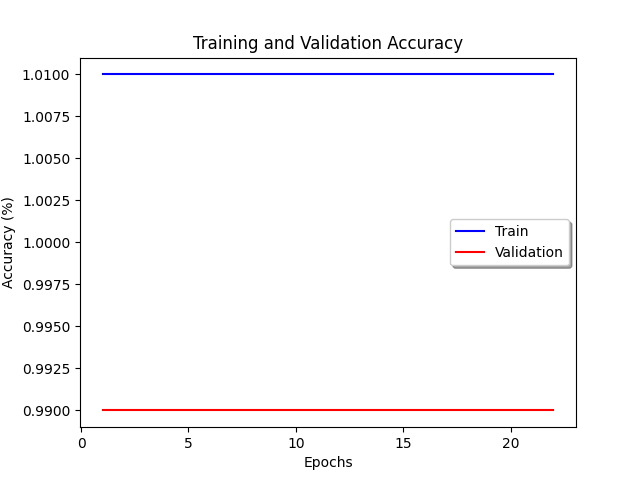 Training and Validation Accuracy
Accuracy (%)
1.0100
1.0075
1.0050
1.0025
1.0000
0.9975
0.9950
0.9925
0.9900
Train
Validation
0 5 10 15 20
Epochs